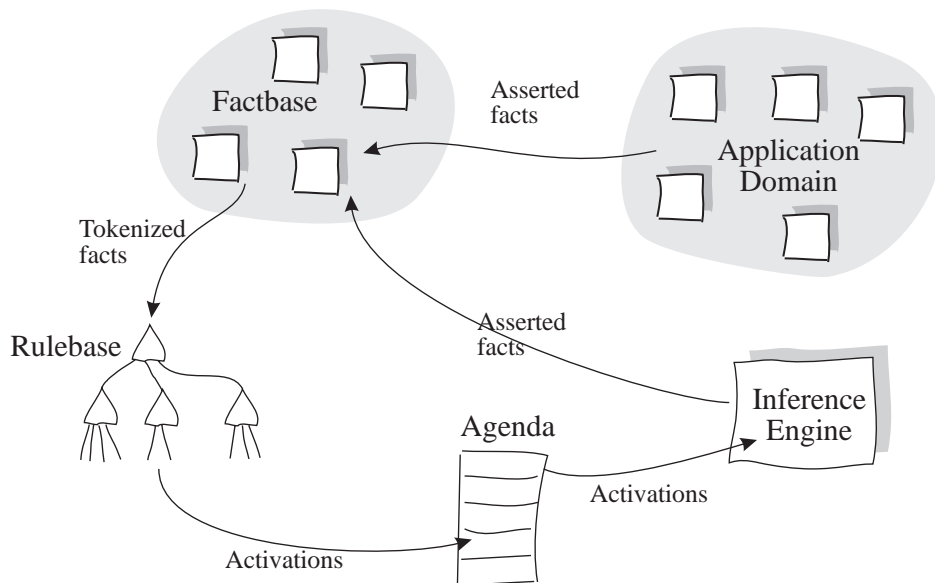 Factbase
Asserted
facts
Application
Domain
Tokenized
facts
Asserted
facts
Rulebase
Inference
Engine
Agenda
Activations
Activations